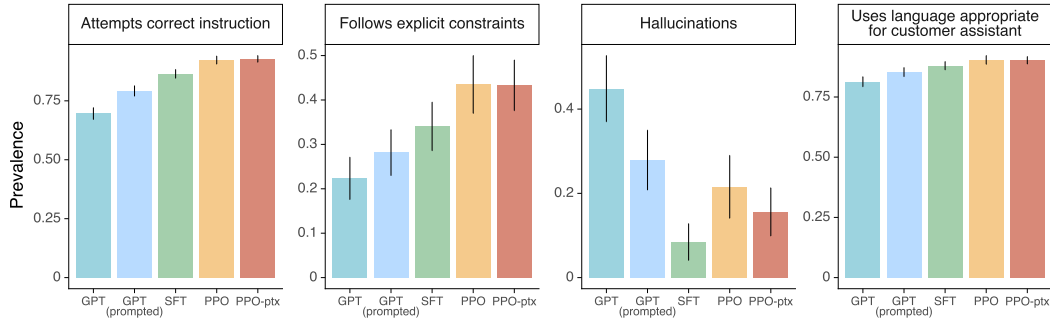 Attempts correct instruction
Follows explicit constraints
Hallucinations
Uses language appropriate
for customer assistant
Prevalence
0.75
0.50
0.25
0
0.5
0.4
0.3
0.2
0.1
0
0.4
0.2
0
0.75
0.50
0.25
0
GPT
GPT
(prompted)
SFT
PPO
PPO-ptx
GPT
GPT
(prompted)
SFT
PPO
PPO-ptx
GPT
GPT
(prompted)
SFT
PPO
PPO-ptx
GPT
GPT
(prompted)
SFT
PPO
PPO-ptx